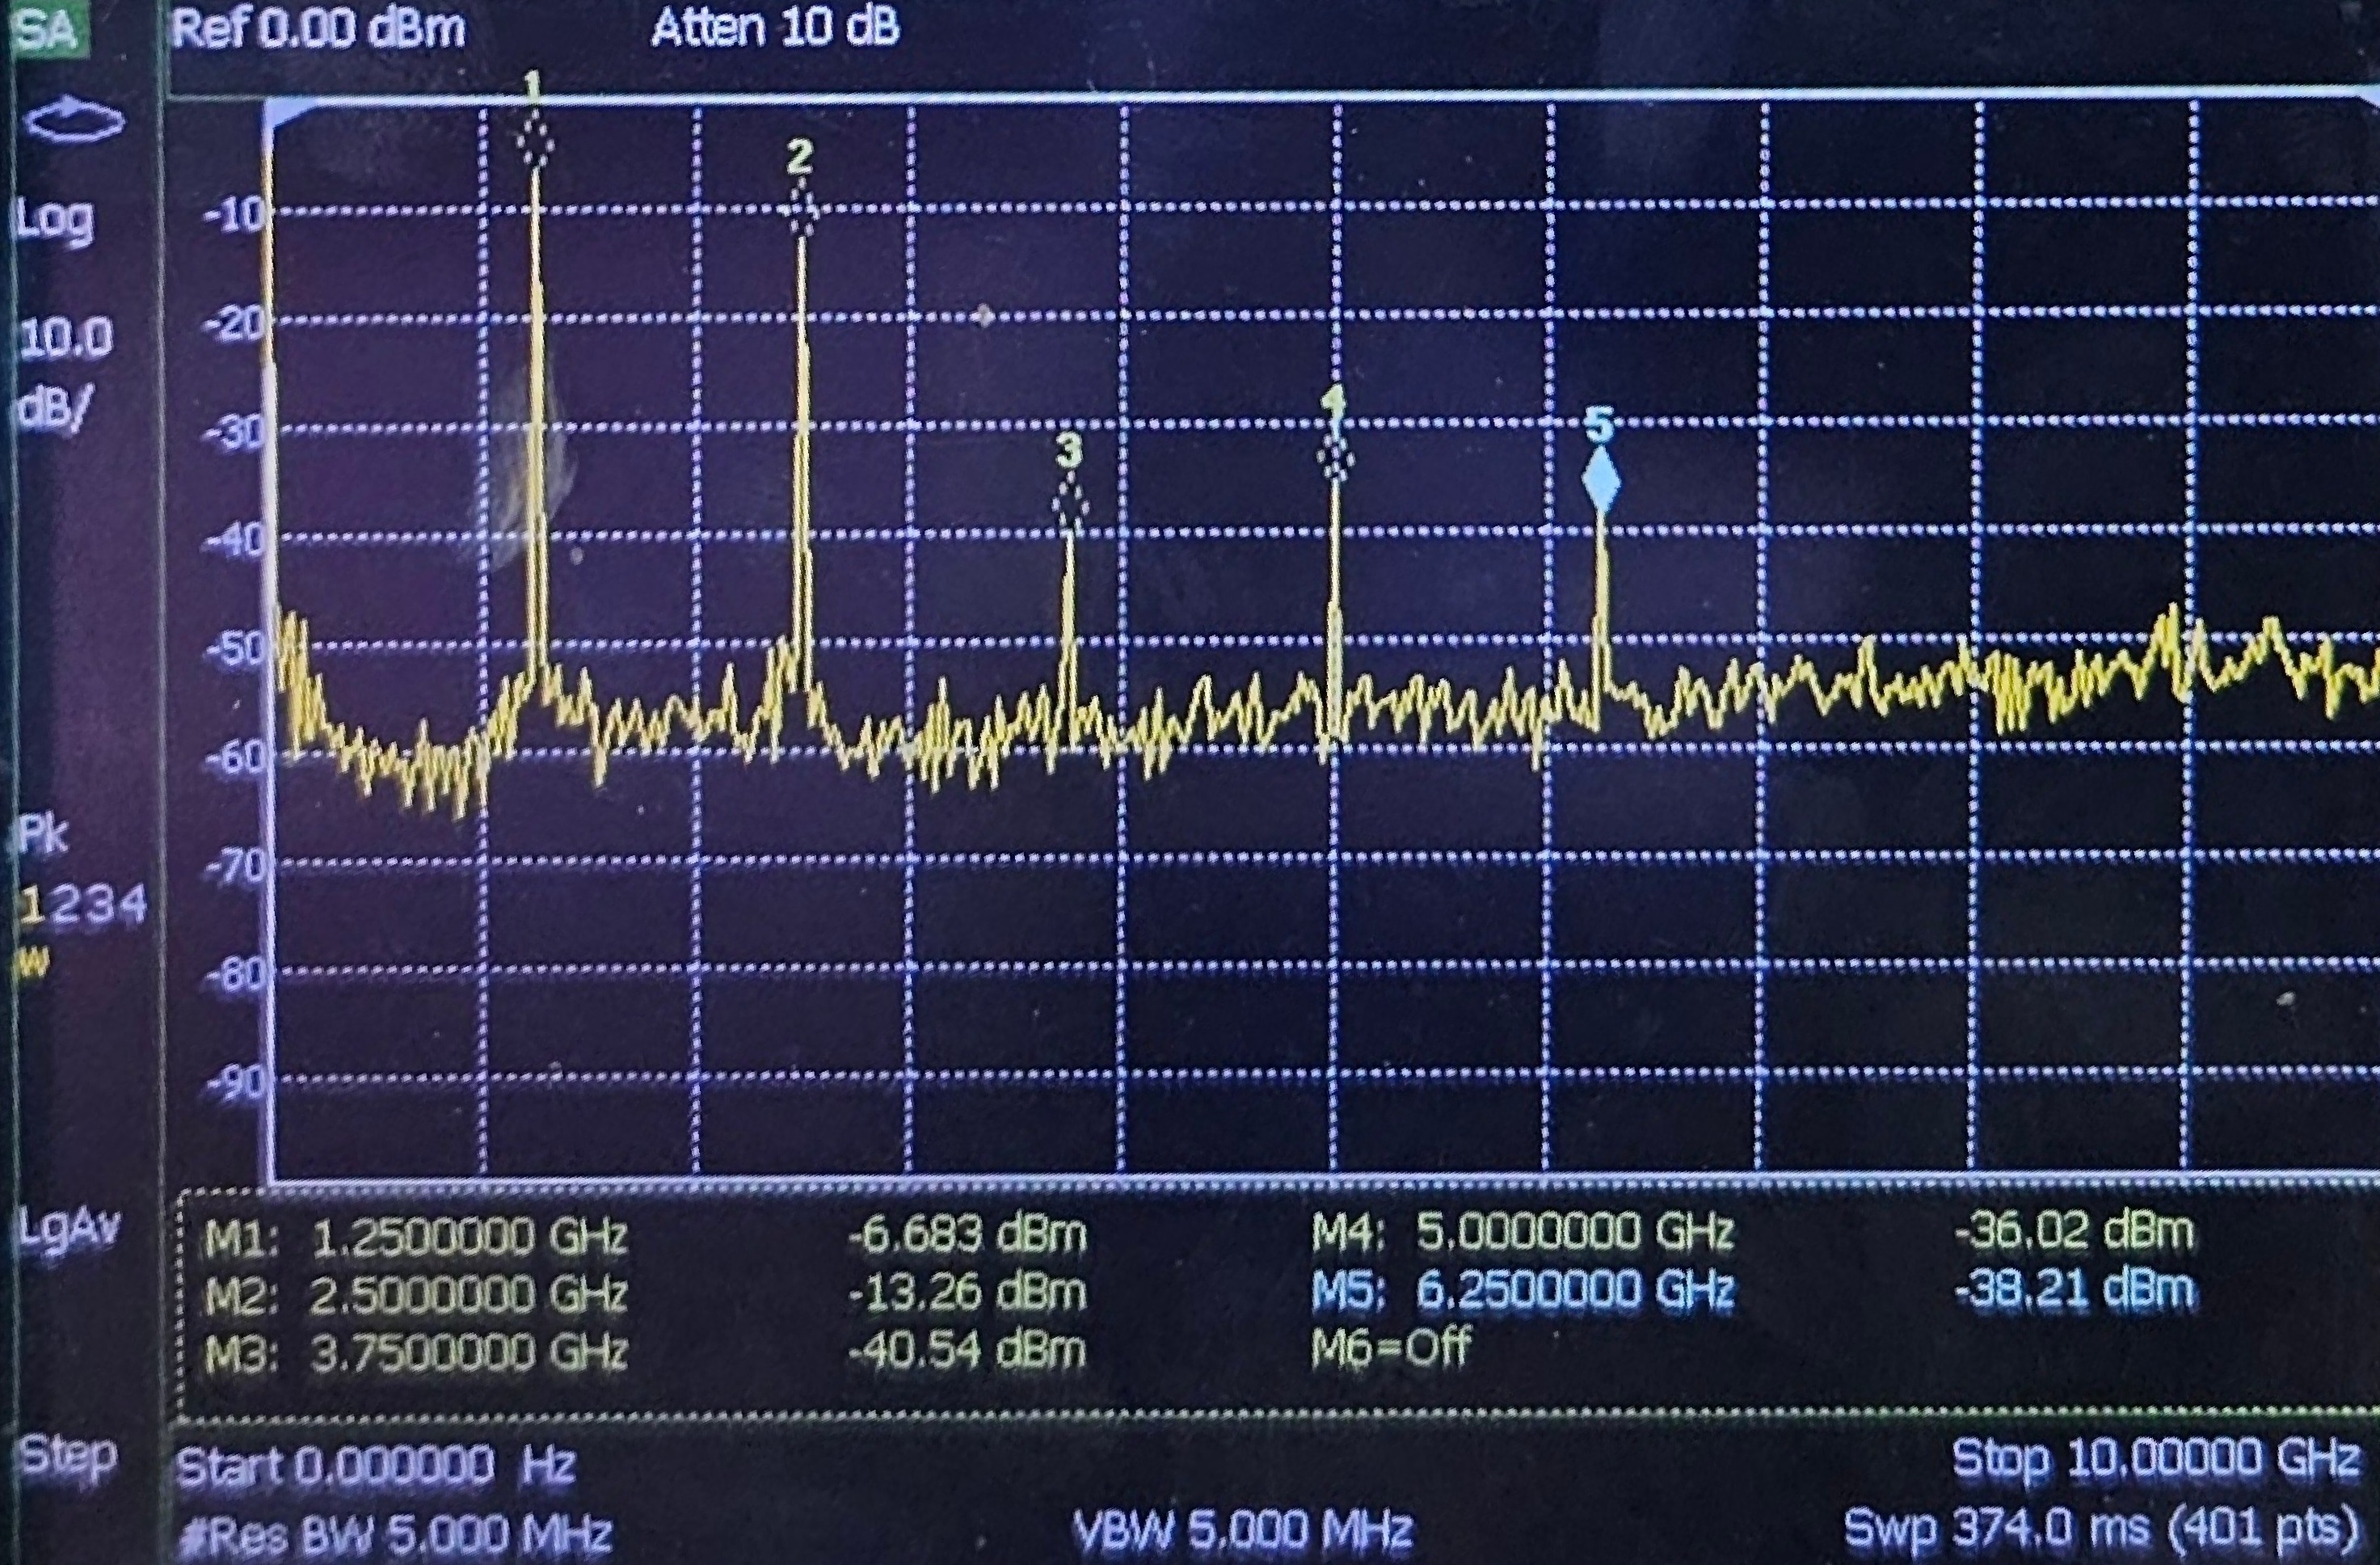 SA Ref 0.00 dBm Atten 10 dB
1
2
Log
-10
10.0
-20
dB/
4
-30
5
3
-40
-50
-60
Pk
-70
1234
W
-80
-90
LgAv
M1: 1.2500000 GHz -6.683 dBm M4: 5.0000000 GHz -36.02 dBm
M2: 2.5000000 GHz -13.26 dBm M5: 6.2500000 GHz -38.21 dBm
M3: 3.7500000 GHz -40.54 dBm M6=Off
Step
Start 0.000000 Hz Stop 10.00000 GHz
#Res BW 5.000 MHz VBW 5.000 MHz Swp 374.0 ms (401 pts)